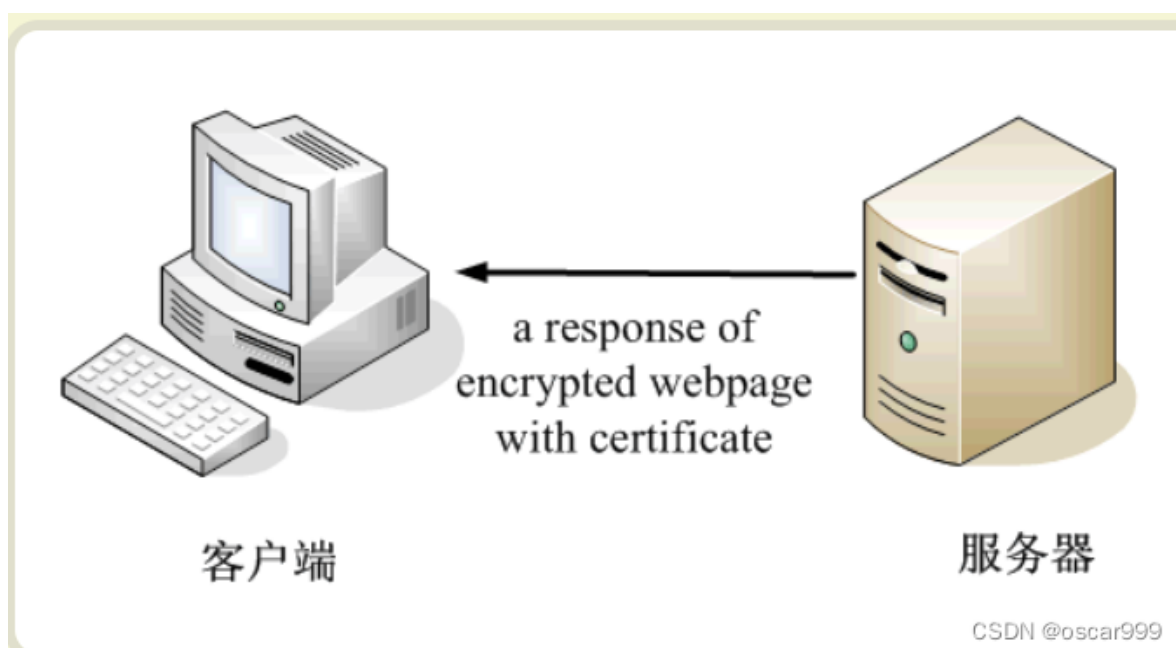 a response of
encrypted webpage
with certificate
客户端
服务器
CSDN @oscar999